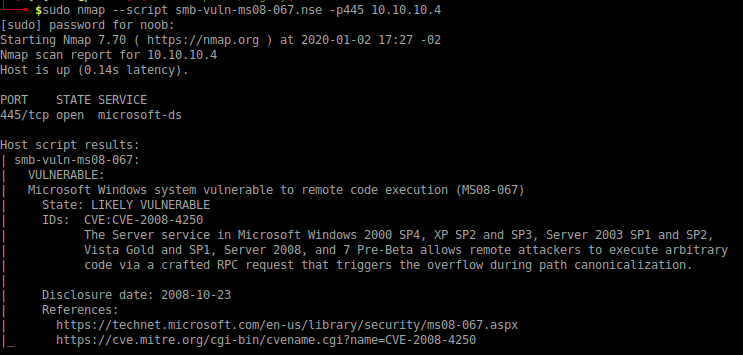 $sudo nmap --script smb-vuln-ms08-067.nse -p445 10.10.10.4
[sudo] password for noob:
Starting Nmap 7.70 ( https://nmap.org ) at 2020-01-02 17:27 -02
Nmap scan report for 10.10.10.4
Host is up (0.14s latency).
PORT    STATE SERVICE
445/tcp open  microsoft-ds
Host script results:
| smb-vuln-ms08-067:
|   VULNERABLE:
|   Microsoft Windows system vulnerable to remote code execution (MS08-067)
|     State: LIKELY VULNERABLE
|     IDs:  CVE:CVE-2008-4250
|           The Server service in Microsoft Windows 2000 SP4, XP SP2 and SP3, Server 2003 SP1 and SP2,
|           Vista Gold and SP1, Server 2008, and 7 Pre-Beta allows remote attackers to execute arbitrary
|           code via a crafted RPC request that triggers the overflow during path canonicalization.
|
|     Disclosure date: 2008-10-23
|     References:
|       https://technet.microsoft.com/en-us/library/security/ms08-067.aspx
|_      https://cve.mitre.org/cgi-bin/cvename.cgi?name=CVE-2008-4250